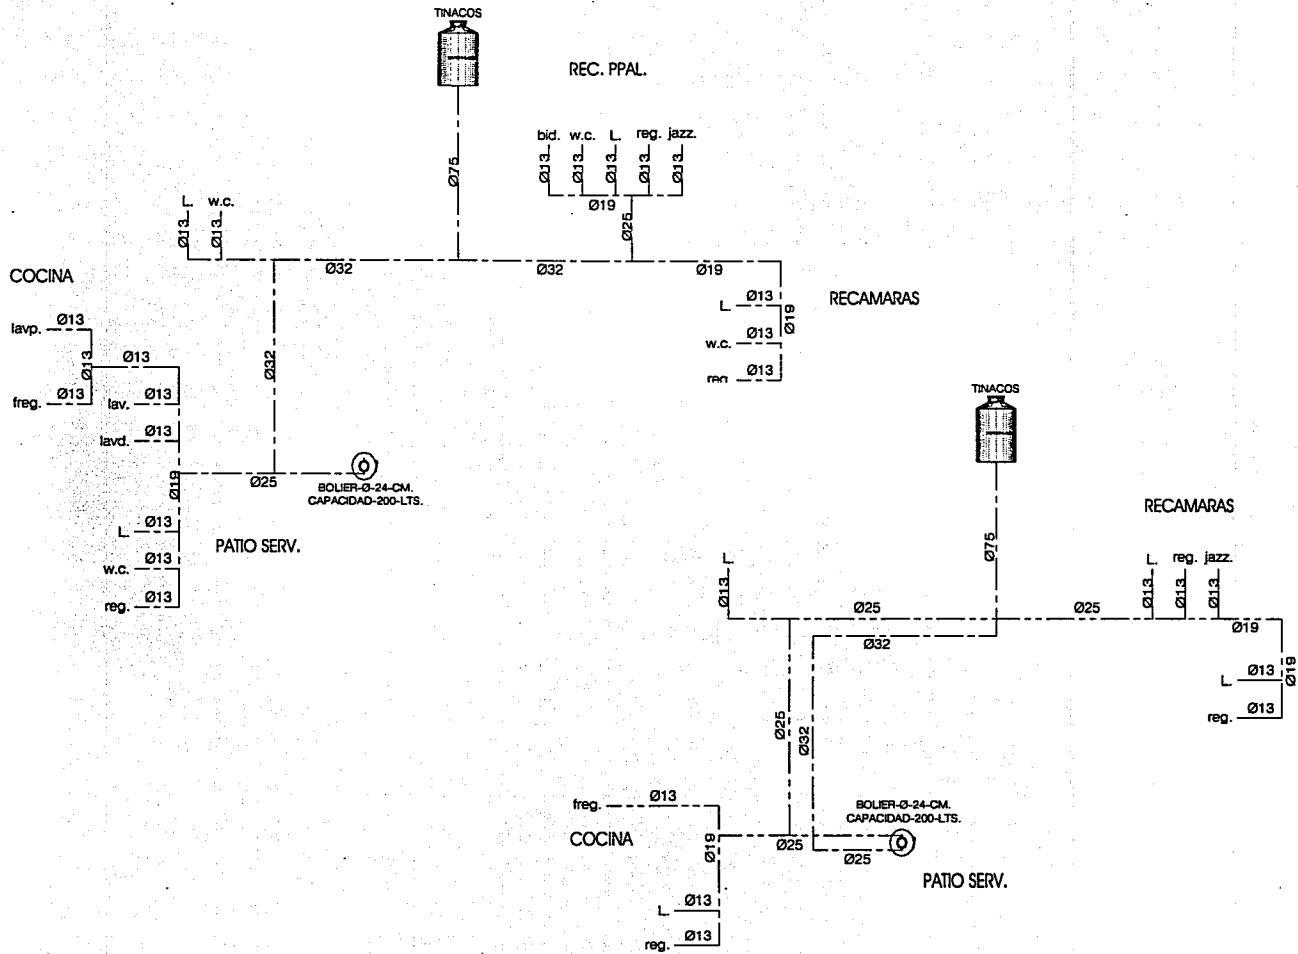 TINACOS
REC. PPAL.
bid. w.c. L. reg. jazz.
Ø13 Ø13 Ø13 Ø13 Ø13
Ø75
Ø19
Ø25
L. w.c.
Ø13 Ø13
Ø32
Ø32
Ø19
COCINA
RECAMARAS
L. Ø13
Ø19
w.c. Ø13
reg. Ø13
lavp. Ø13
Ø13
Ø13
freg. Ø13
lav. Ø13
lavd. Ø13
Ø32
Ø19
Ø25
BOLIER-Ø-24-CM.
CAPACIDAD-200-LTS.
L. Ø13
PATIO SERV.
w.c. Ø13
reg. Ø13
TINACOS
RECAMARAS
Ø75
L.
Ø13
L. reg. jazz.
Ø13 Ø13 Ø13
Ø25
Ø25
Ø32
Ø19
Ø19
L. Ø13
reg. Ø13
Ø25
Ø32
freg. Ø13
COCINA
Ø19
Ø25
BOLIER-Ø-24-CM.
CAPACIDAD-200-LTS.
Ø25
PATIO SERV.
L. Ø13
reg. Ø13